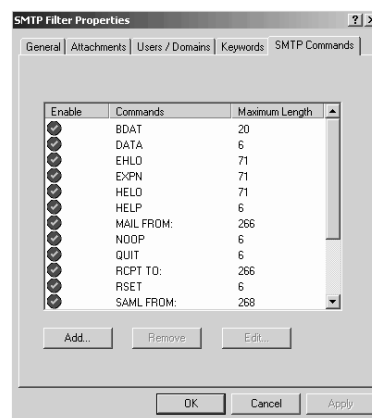 SMTP Filter Properties
General Attachments Users / Domains Keywords SMTP Commands
Enable Commands Maximum Length
BDAT 20
DATA 6
EHLO 71
EXPN 71
HELO 71
HELP 6
MAIL FROM: 266
NOOP 6
QUIT 6
RCPT TO: 266
RSET 6
SAML FROM: 268
Add... Remove Edit...
OK Cancel Apply